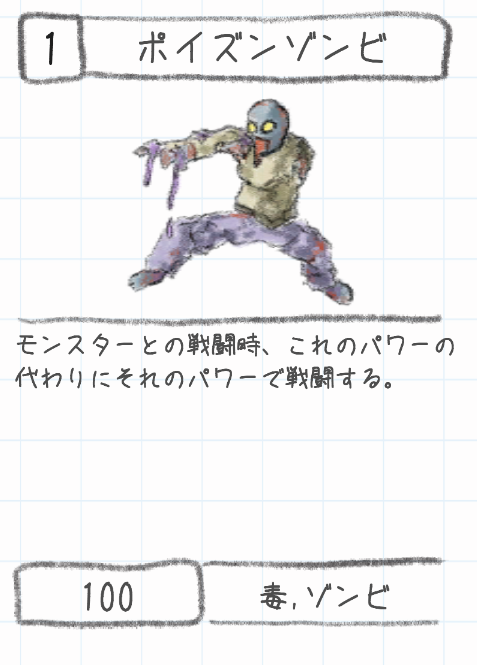 1
ポイズンゾンビ
モンスターとの戦闘時、これのパワーの
代わりにそれのパワーで戦闘する。
100
毒,ゾンビ